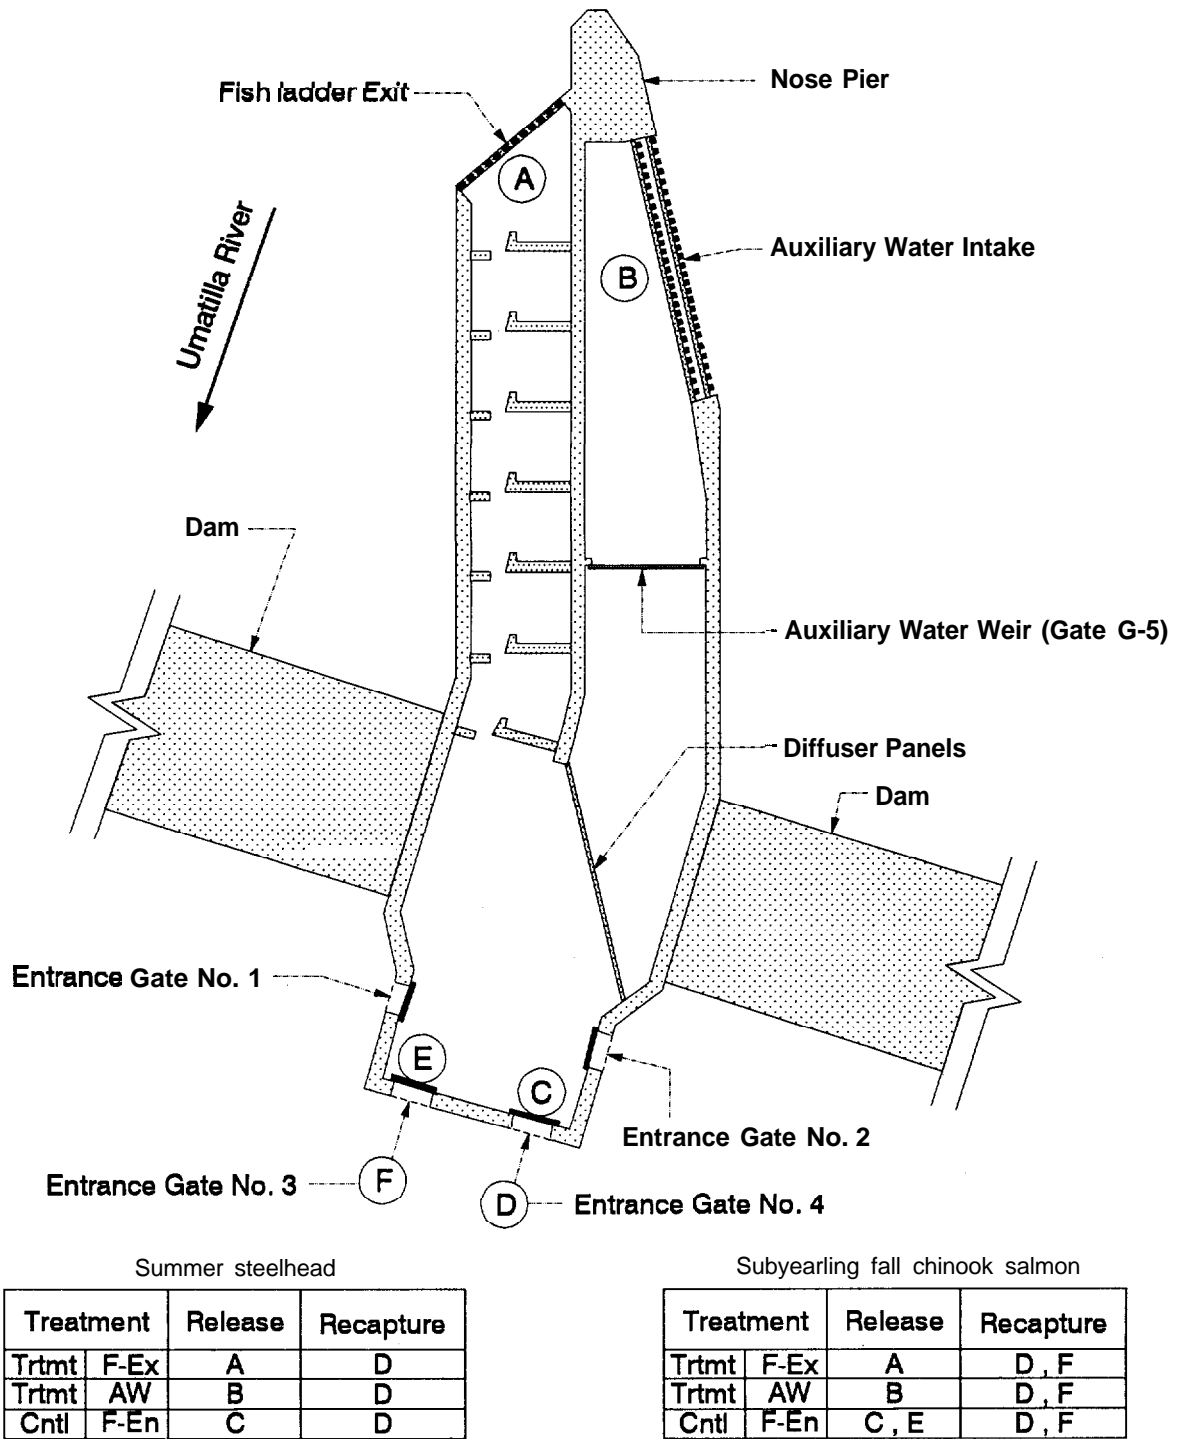 Nose Pier
Fish ladder Exit
A
Umatilla River
Auxiliary Water Intake
B
Dam
Auxiliary Water Weir (Gate G-5)
Diffuser Panels
Dam
Entrance Gate No. 1
E
C
Entrance Gate No. 2
Entrance Gate No. 3
F
D
Entrance Gate No. 4
Summer steelhead
Treatment Release Recapture
Trtmt F-Ex A D
Trtmt AW B D
Cntl F-En C D
Subyearling fall chinook salmon
Treatment Release Recapture
Trtmt F-Ex A D , F
Trtmt AW B D , F
Cntl F-En C , E D , F